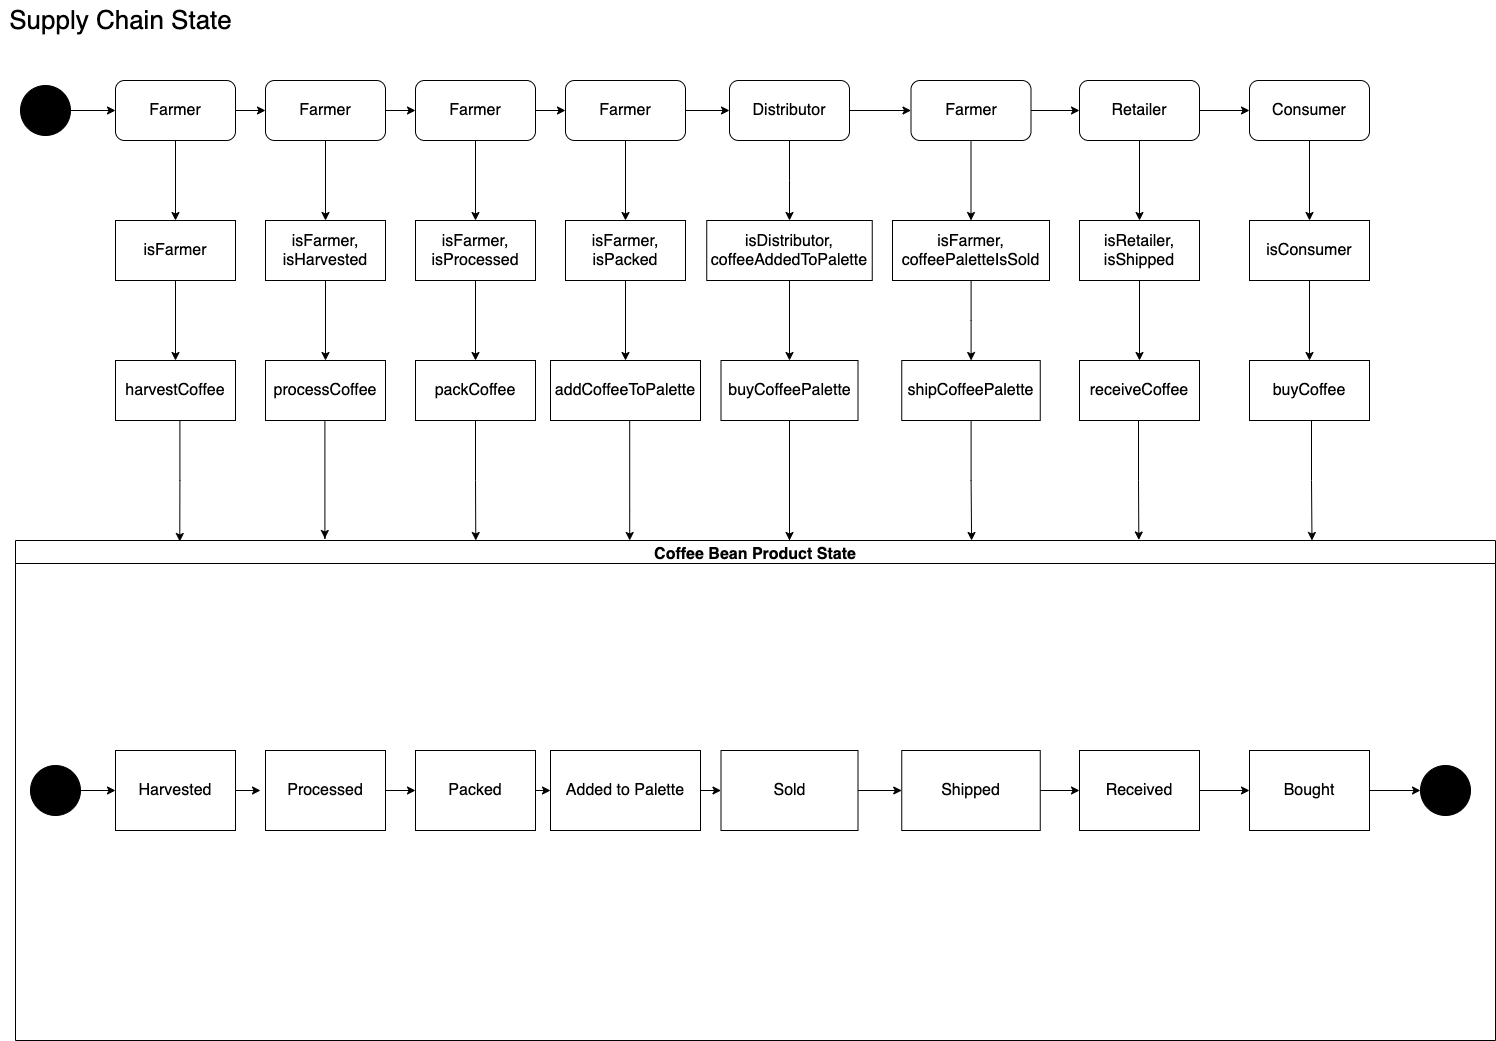 Supply Chain State
Farmer
Farmer
Farmer
Farmer
Distributor
Farmer
Retailer
Consumer
isFarmer
isFarmer,
isHarvested
isFarmer,
isProcessed
isFarmer,
isPacked
isDistributor,
coffeeAddedToPalette
isFarmer,
coffeePaletteIsSold
isRetailer,
isShipped
isConsumer
harvestCoffee
processCoffee
packCoffee
addCoffeeToPalette
buyCoffeePalette
shipCoffeePalette
receiveCoffee
buyCoffee
Coffee Bean Product State
Harvested
Processed
Packed
Added to Palette
Sold
Shipped
Received
Bought